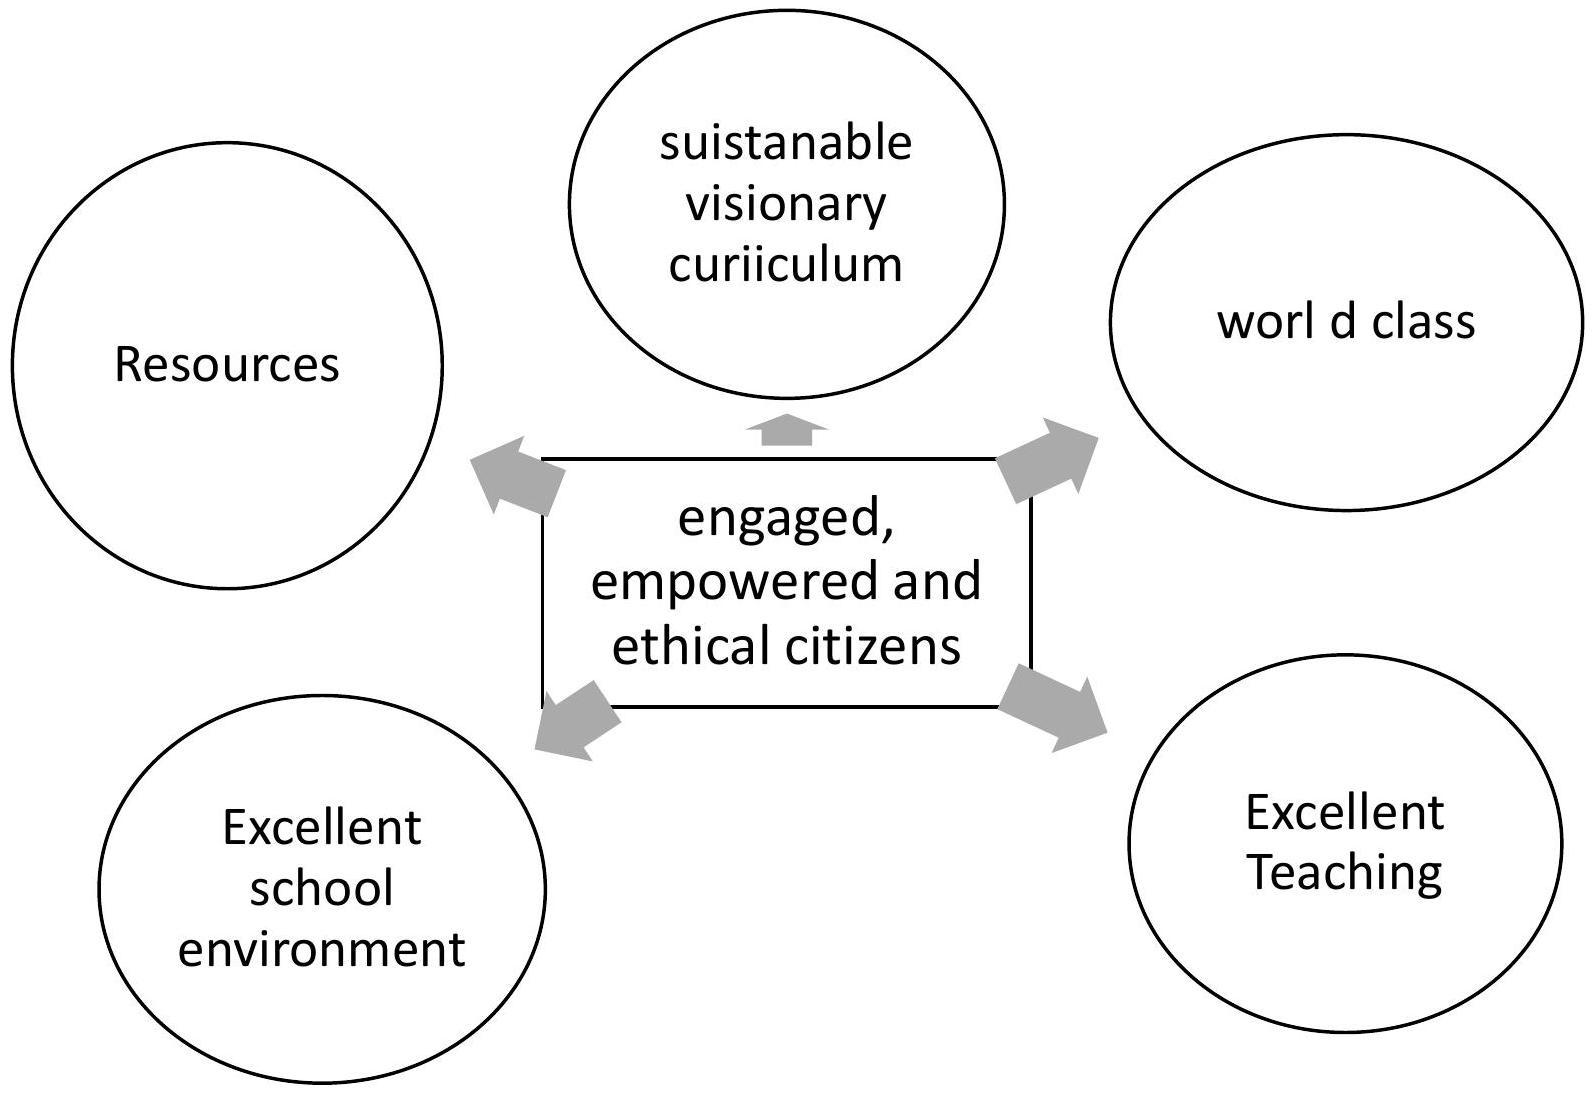 suistanable
visionary
curiiculum
worl d class
Resources
engaged,
empowered and
ethical citizens
Excellent
Teaching
Excellent
school
environment